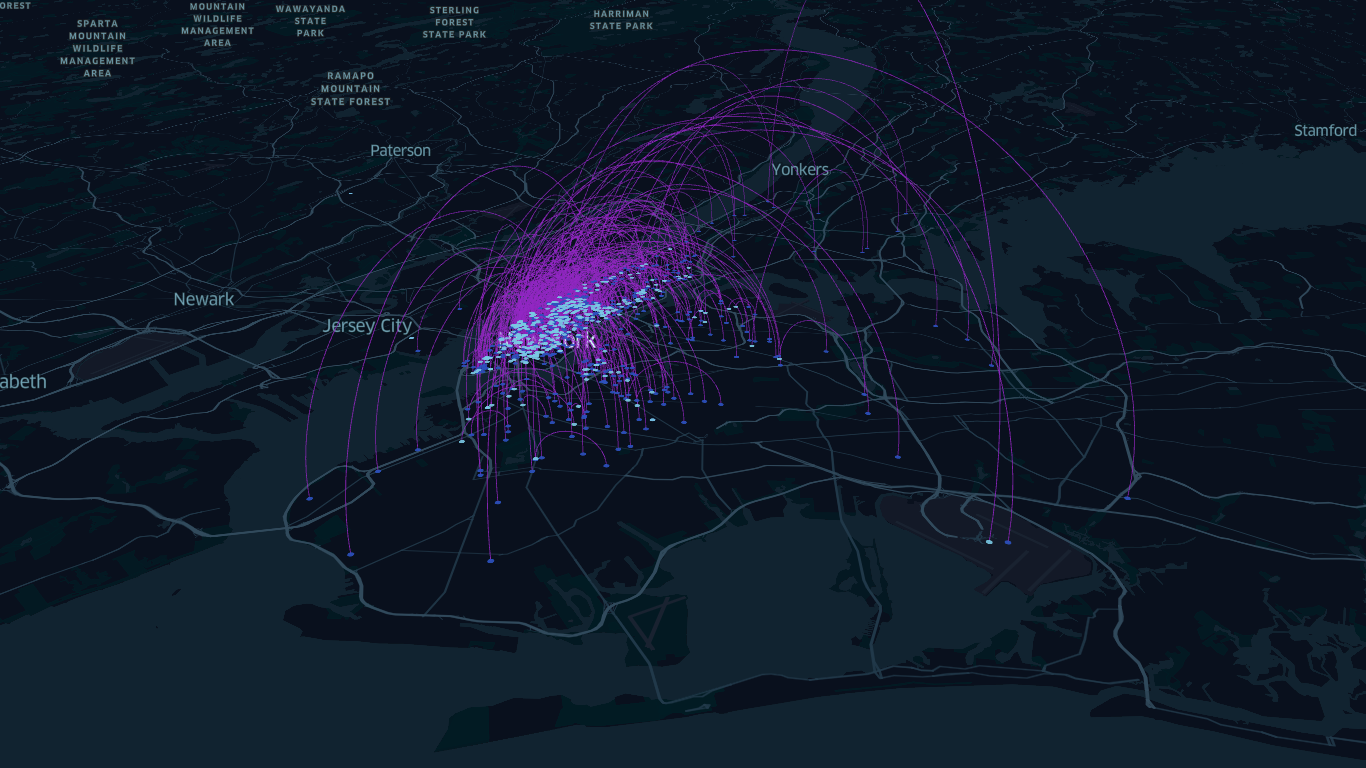 OREST
SPARTA
MOUNTAIN
WILDLIFE
MANAGEMENT
AREA
MOUNTAIN
WILDLIFE
MANAGEMENT
AREA
WAWAYANDA
STATE
PARK
STERLING
FOREST
STATE PARK
HARRIMAN
STATE PARK
RAMAPO
MOUNTAIN
STATE FOREST
Paterson
Yonkers
Stamford
Newark
Jersey City
ork
abeth